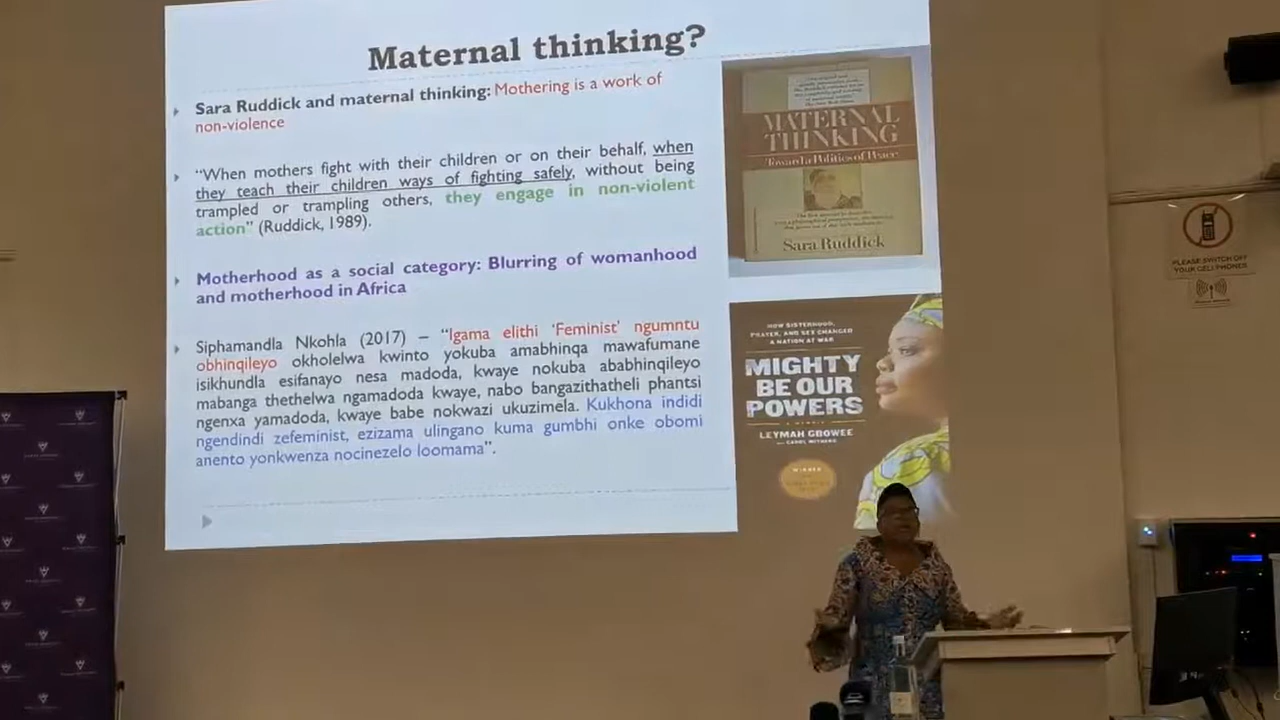 Maternal thinking?
Sara Ruddick and maternal thinking: Mothering is a work of
non-violence
"When mothers fight with their children or on their behalf, when
they teach their children ways of fighting safely, without being
trampled or trampling others, they engage in non-violent
action" (Ruddick, 1989).
Motherhood as a social category: Blurring of womanhood
and motherhood in Africa
Siphamandla Nkohla (2017) – "Igama elithi 'Feminist' ngumntu
obhinqileyo okholelwa kwinto yokuba amabhinqa mawafumane
isikhundla esifanayo nesa madoda, kwaye nokuba ababhinqileyo
mabanga thethelwa ngamadoda kwaye, nabo bangazithatheli phantsi
ngenxa yamadoda, kwaye babe nokwazi ukuzimela. Kukhona indidi
ngendindi zefeminist, ezizama ulingano kuma gumbhi onke obomi
anento yonkwenza nocinezelo loomama".
MATERNAL
THINKING
Toward a Politics of Peace
Sara Ruddick
HOW SISTERHOOD,
PRAYER, AND SEX CHANGED
A NATION AT WAR
MIGHTY
BE OUR
POWERS
A MEMOIR
LEYMAH GBOWEE
WINNER
PLEASE SWITCH OFF
YOUR CELLPHONES